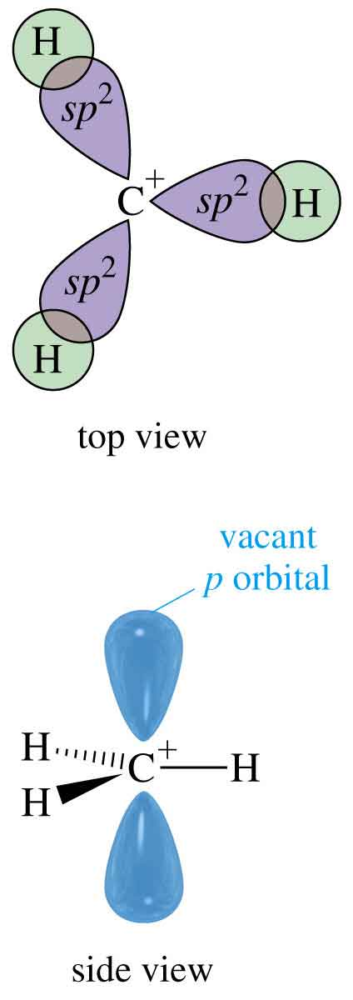 H
sp²
C⁺ sp² H
sp²
H
top view
vacant
p orbital
H C⁺ H
H
side view